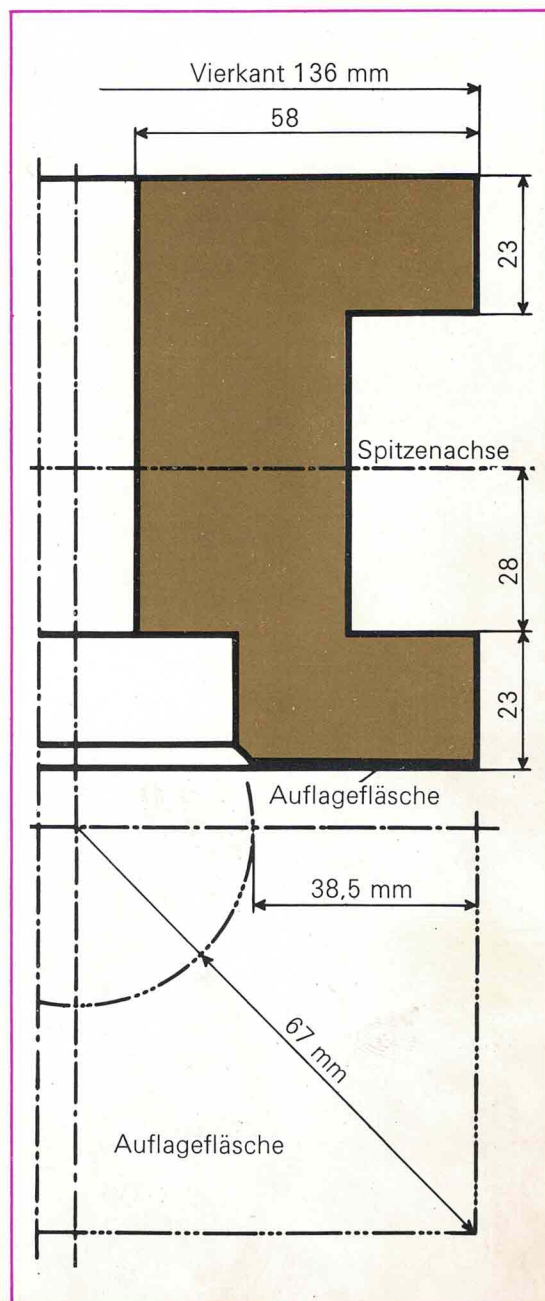 Vierkant 136 mm
58
23
Spitzenachse
28
23
Auflagefläsche
38,5 mm
67 mm
Auflagefläsche